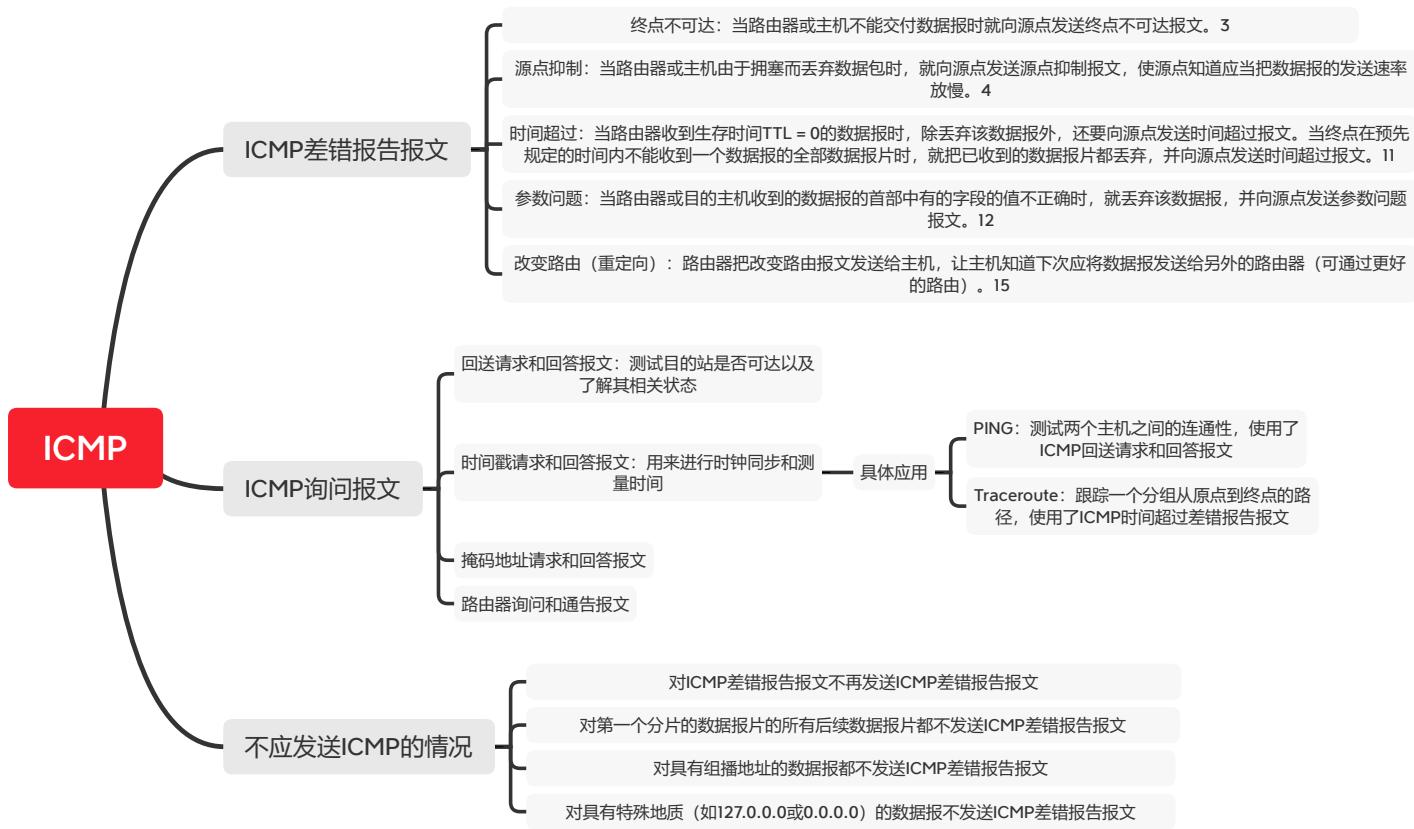 ICMP
ICMP差错报告报文
终点不可达：当路由器或主机不能交付数据报时就向源点发送终点不可达报文。3
源点抑制：当路由器或主机由于拥塞而丢弃数据包时，就向源点发送源点抑制报文，使源点知道应当把数据报的发送速率
放慢。4
时间超过：当路由器收到生存时间TTL = 0的数据报时，除丢弃该数据报外，还要向源点发送时间超过报文。当终点在预先
规定的时间内不能收到一个数据报的全部数据报片时，就把已收到的数据报片都丢弃，并向源点发送时间超过报文。11
参数问题：当路由器或目的主机收到的数据报的首部中有的字段的值不正确时，就丢弃该数据报，并向源点发送参数问题
报文。12
改变路由（重定向）：路由器把改变路由报文发送给主机，让主机知道下次应将数据报发送给另外的路由器（可通过更好
的路由）。15
ICMP询问报文
回送请求和回答报文：测试目的站是否可达以及
了解其相关状态
时间戳请求和回答报文：用来进行时钟同步和测
量时间
具体应用
PING：测试两个主机之间的连通性，使用了
ICMP回送请求和回答报文
Traceroute：跟踪一个分组从原点到终点的路
径，使用了ICMP时间超过差错报告报文
掩码地址请求和回答报文
路由器询问和通告报文
不应发送ICMP的情况
对ICMP差错报告报文不再发送ICMP差错报告报文
对第一个分片的数据报片的所有后续数据报片都不发送ICMP差错报告报文
对具有组播地址的数据报都不发送ICMP差错报告报文
对具有特殊地质（如127.0.0.0或0.0.0.0）的数据报不发送ICMP差错报告报文